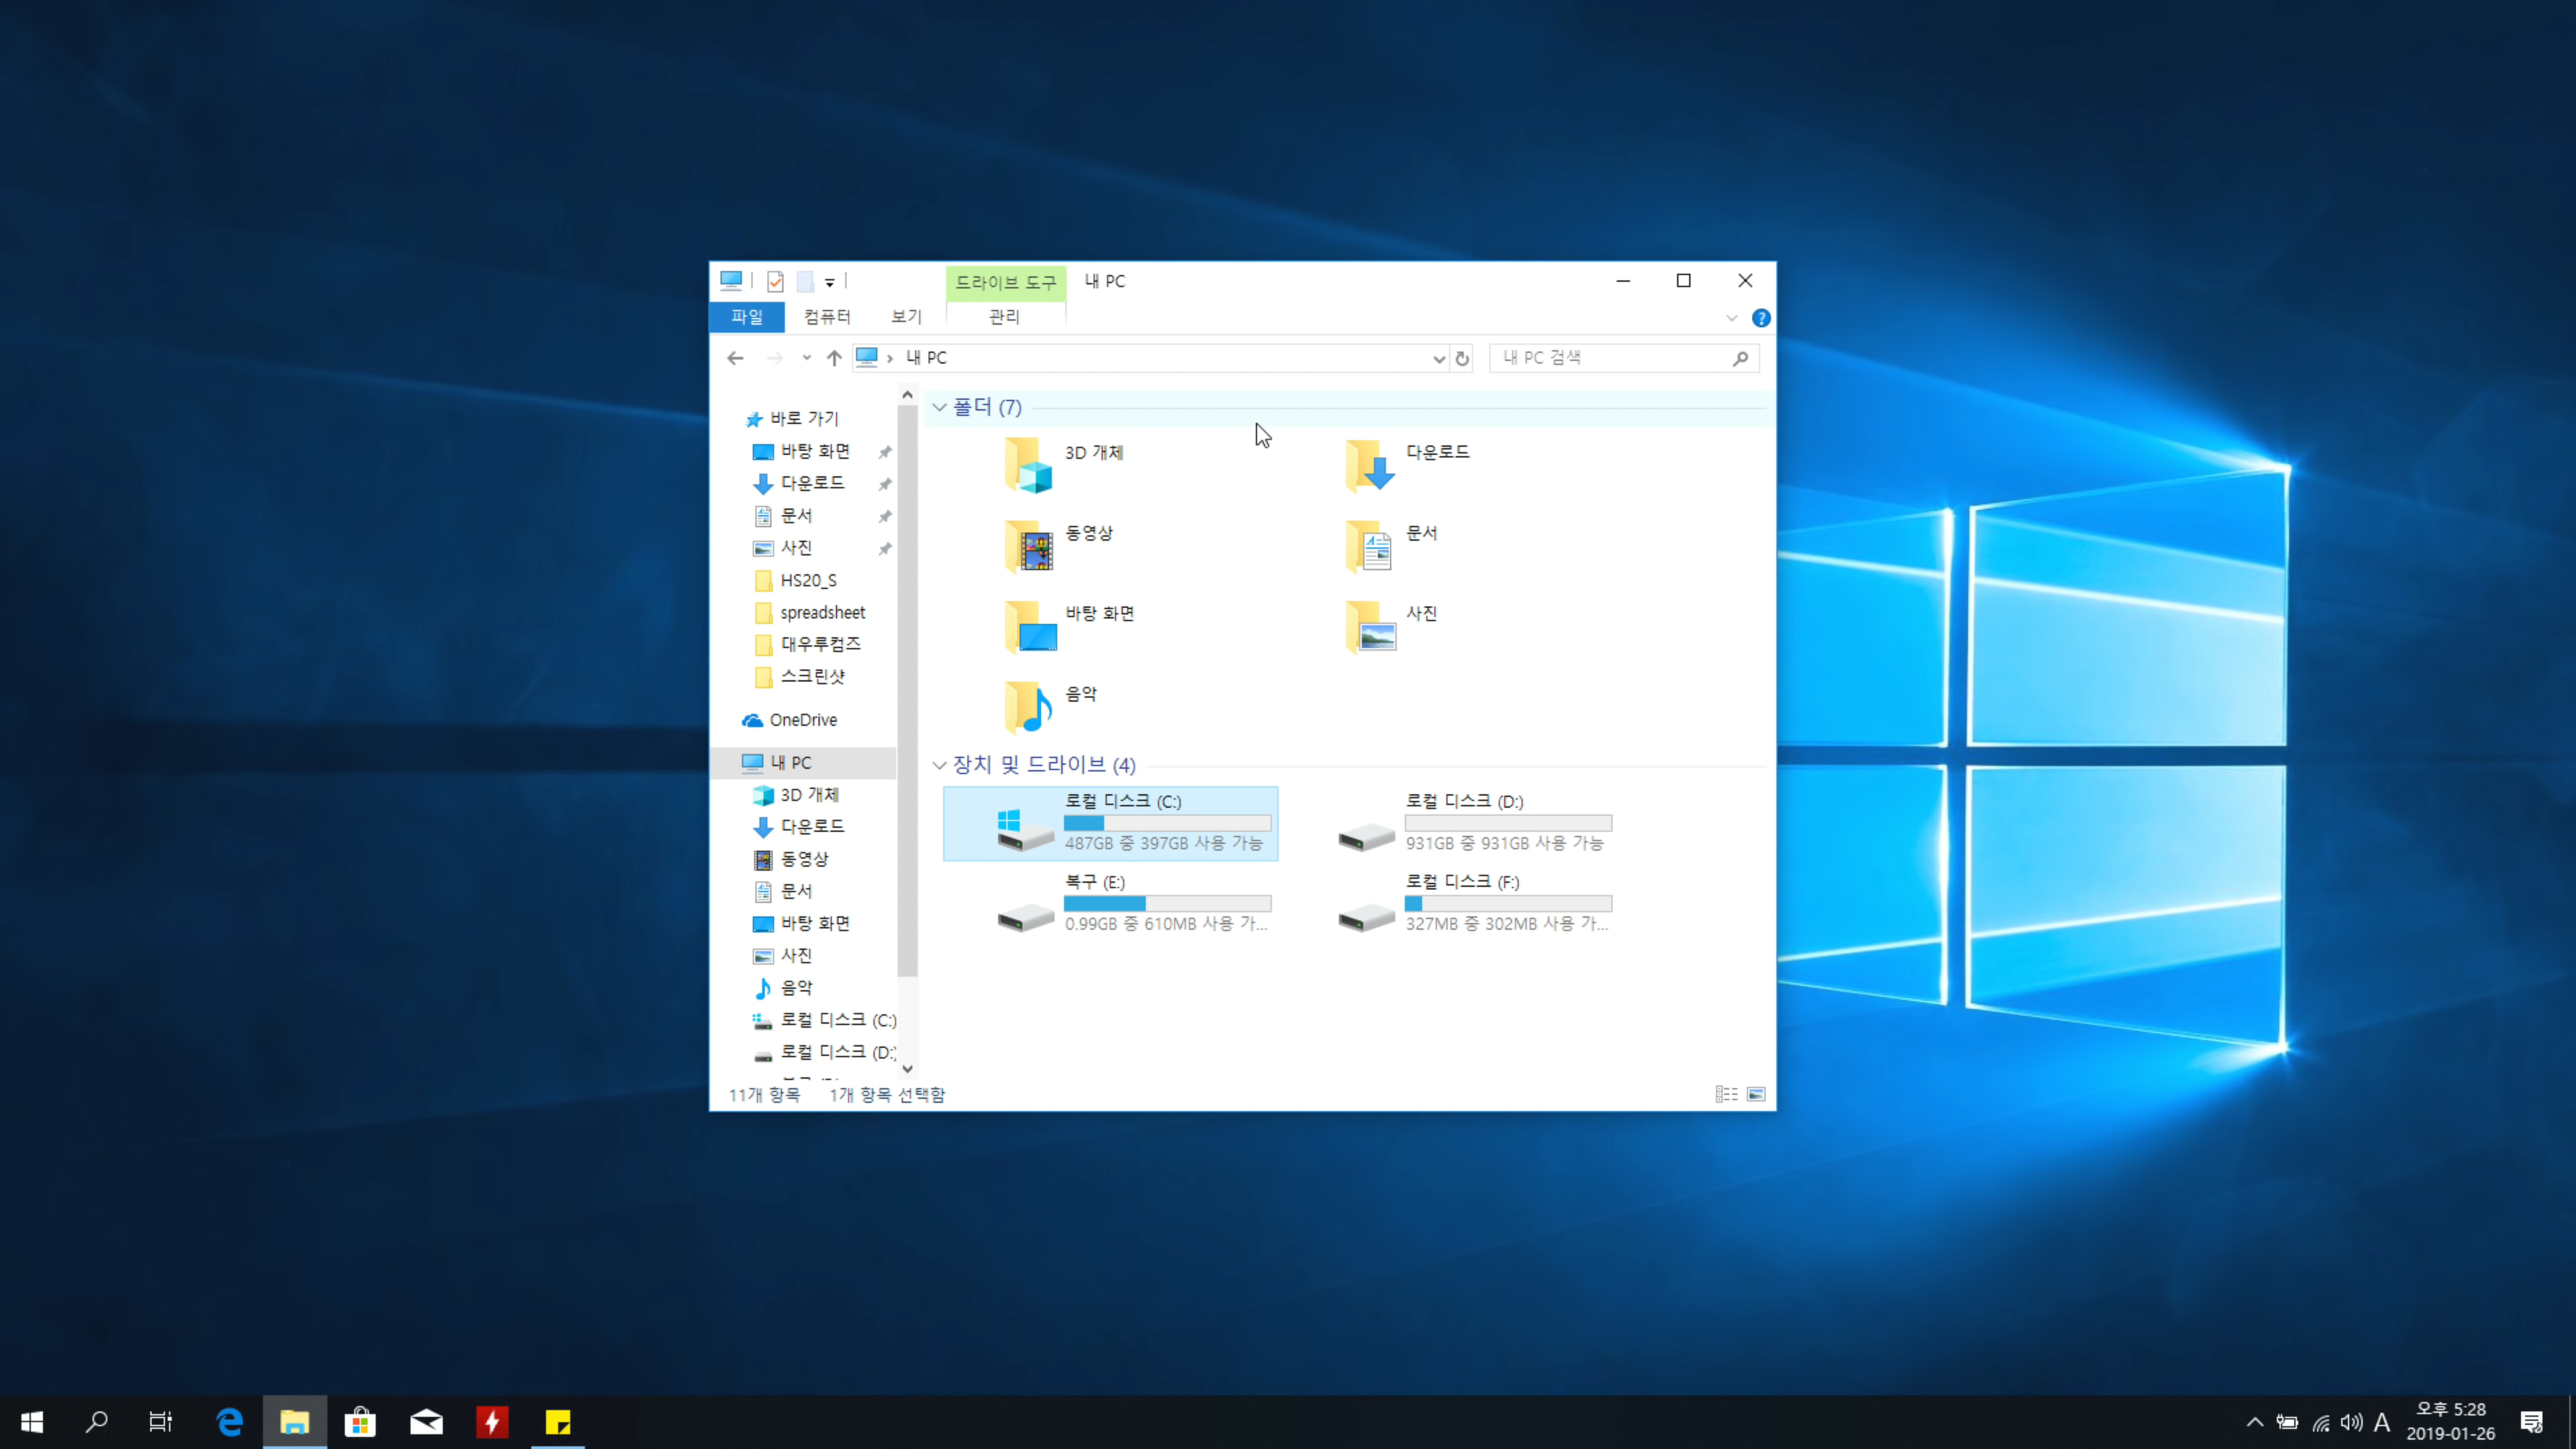 드라이브 도구
내 PC
파일
컴퓨터
보기
관리
내 PC
내 PC 검색
바로 가기
바탕 화면
다운로드
문서
사진
HS20_S
spreadsheet
대우루컴즈
스크린샷
OneDrive
내 PC
3D 개체
다운로드
동영상
문서
바탕 화면
사진
음악
로컬 디스크 (C:)
로컬 디스크 (D:)
폴더 (7)
3D 개체
다운로드
동영상
문서
바탕 화면
사진
음악
장치 및 드라이브 (4)
로컬 디스크 (C:)
487GB 중 397GB 사용 가능
로컬 디스크 (D:)
931GB 중 931GB 사용 가능
복구 (E:)
0.99GB 중 610MB 사용 가...
로컬 디스크 (F:)
327MB 중 302MB 사용 가...
11개 항목
1개 항목 선택함
A
오후 5:28
2019-01-26